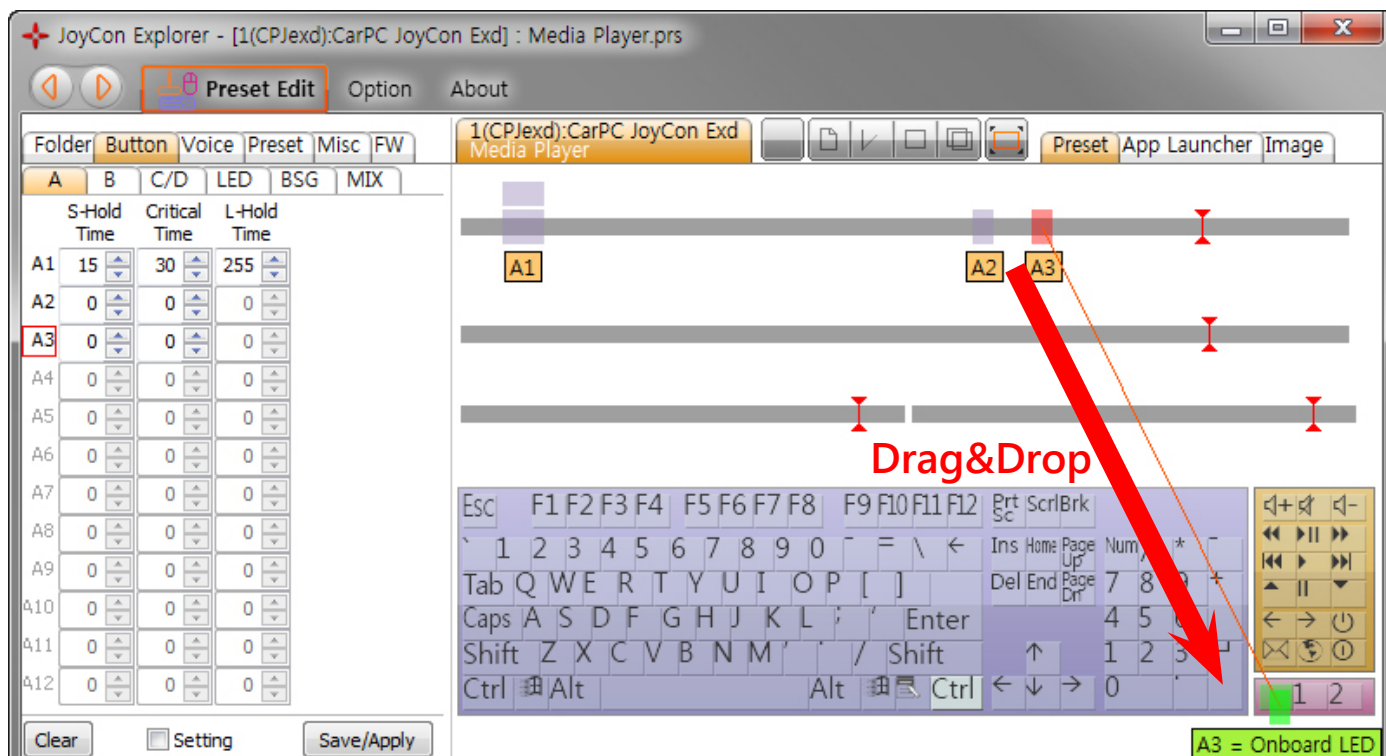 JoyCon Explorer - [1(CPJexd):CarPC JoyCon Exd] : Media Player.prs
Preset Edit Option About
Folder Button Voice Preset Misc FW
1(CPJexd):CarPC JoyCon Exd
Media Player
Preset App Launcher Image
A B C/D LED BSG MIX
S-Hold Time Critical Time L-Hold Time
A1 15 30 255
A2 0 0 0
A3 0 0 0
A4 0 0 0
A5 0 0 0
A6 0 0 0
A7 0 0 0
A8 0 0 0
A9 0 0 0
A10 0 0 0
A11 0 0 0
A12 0 0 0
Clear Setting Save/Apply
A1 A2 A3
Drag&Drop
Esc F1 F2 F3 F4 F5 F6 F7 F8 F9 F10 F11 F12 Prt Sc Scrl Brk
` 1 2 3 4 5 6 7 8 9 0 - = \ ← Ins Home Page Up Num / * -
Tab Q W E R T Y U I O P [ ] Del End Page Dn 7 8 9 +
Caps A S D F G H J K L ; ' Enter 4 5 6
Shift Z X C V B N M , . / Shift ↑ 1 2 3
Ctrl Alt Alt Ctrl ← ↓ → 0 .
1 2
A3 = Onboard LED